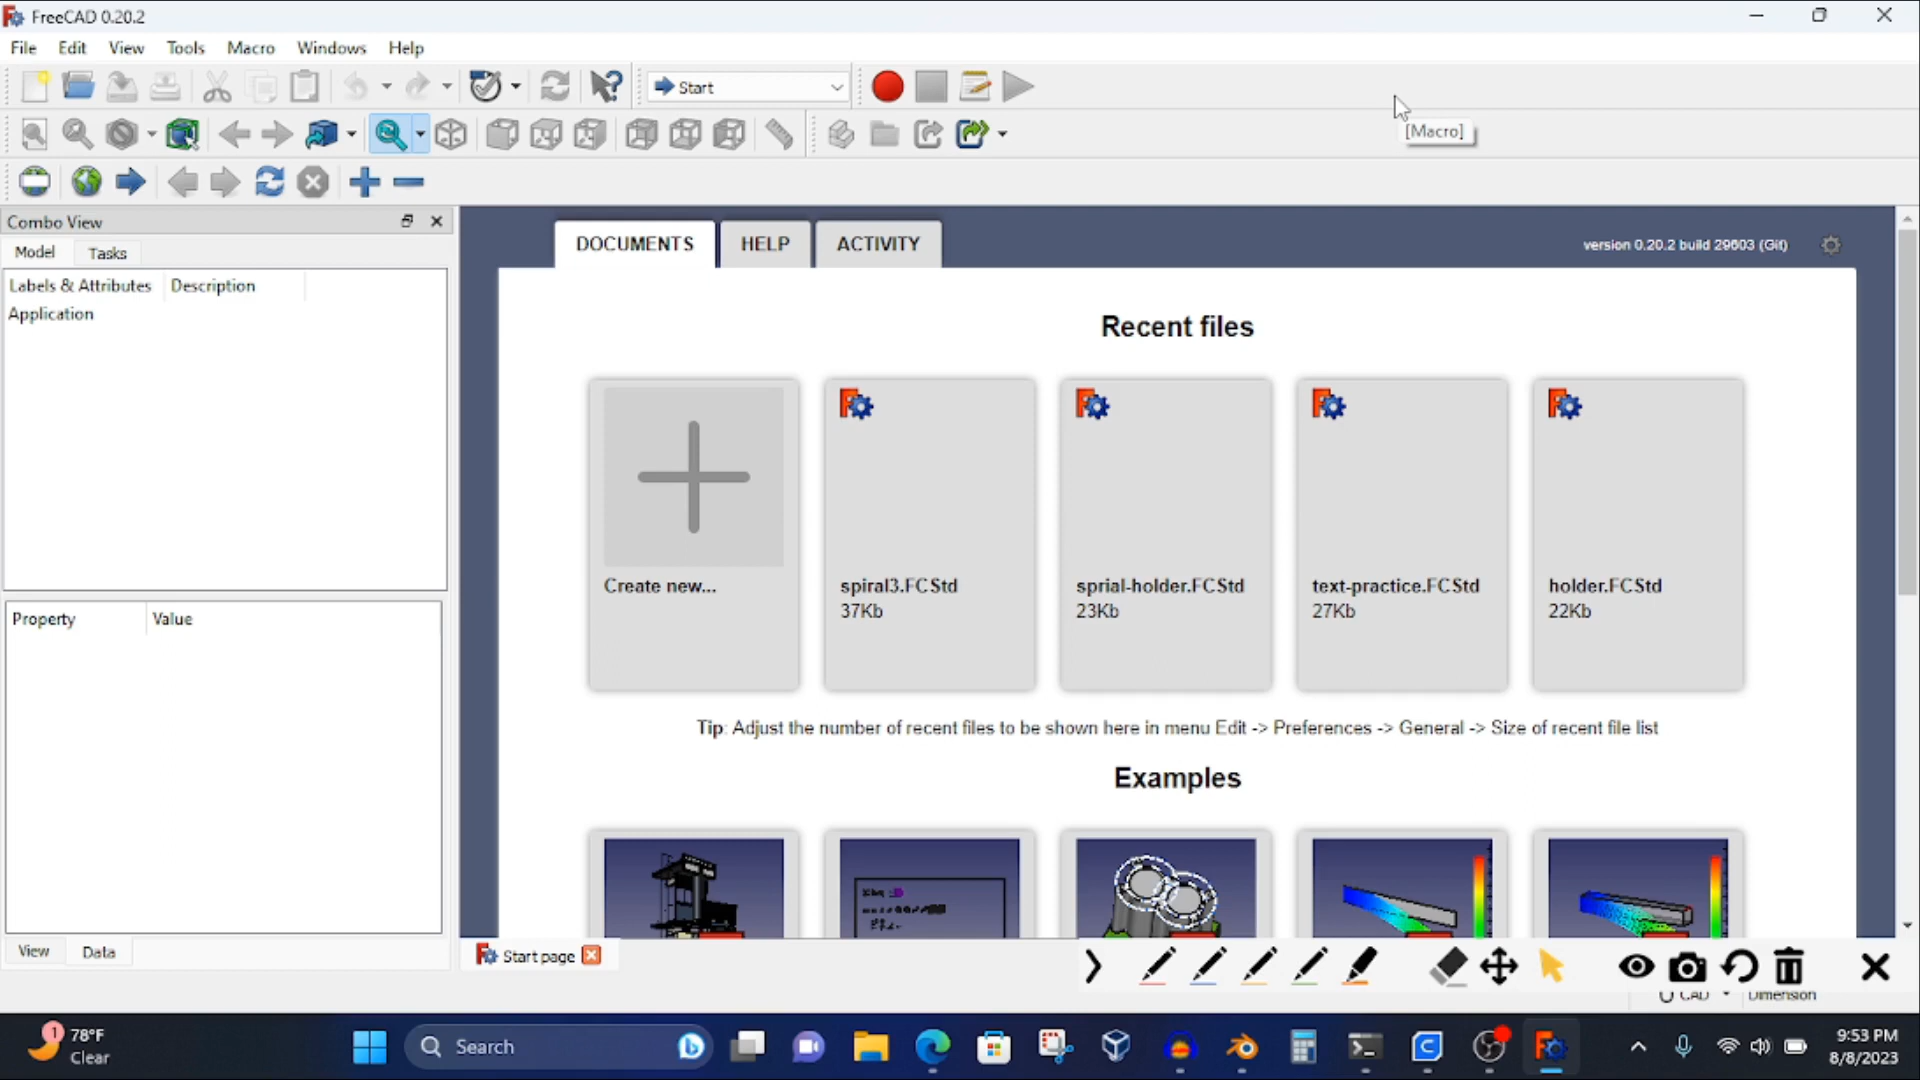 FreeCAD 0.20.2
File Edit View Tools Macro Windows Help
Start
[Macro]
Combo View
Model Tasks
Labels & Attributes Description
Application
Property Value
View Data
DOCUMENTS HELP ACTIVITY
version 0.20.2 build 29603 (Git)
Recent files
Create new...
spiral3.FCStd
37Kb
sprial-holder.FCStd
23Kb
text-practice.FCStd
27Kb
holder.FCStd
22Kb
Tip: Adjust the number of recent files to be shown here in menu Edit -> Preferences -> General -> Size of recent file list
Examples
Start page
CAD Dimension
1
78°F
Clear
Search
9:53 PM
8/8/2023